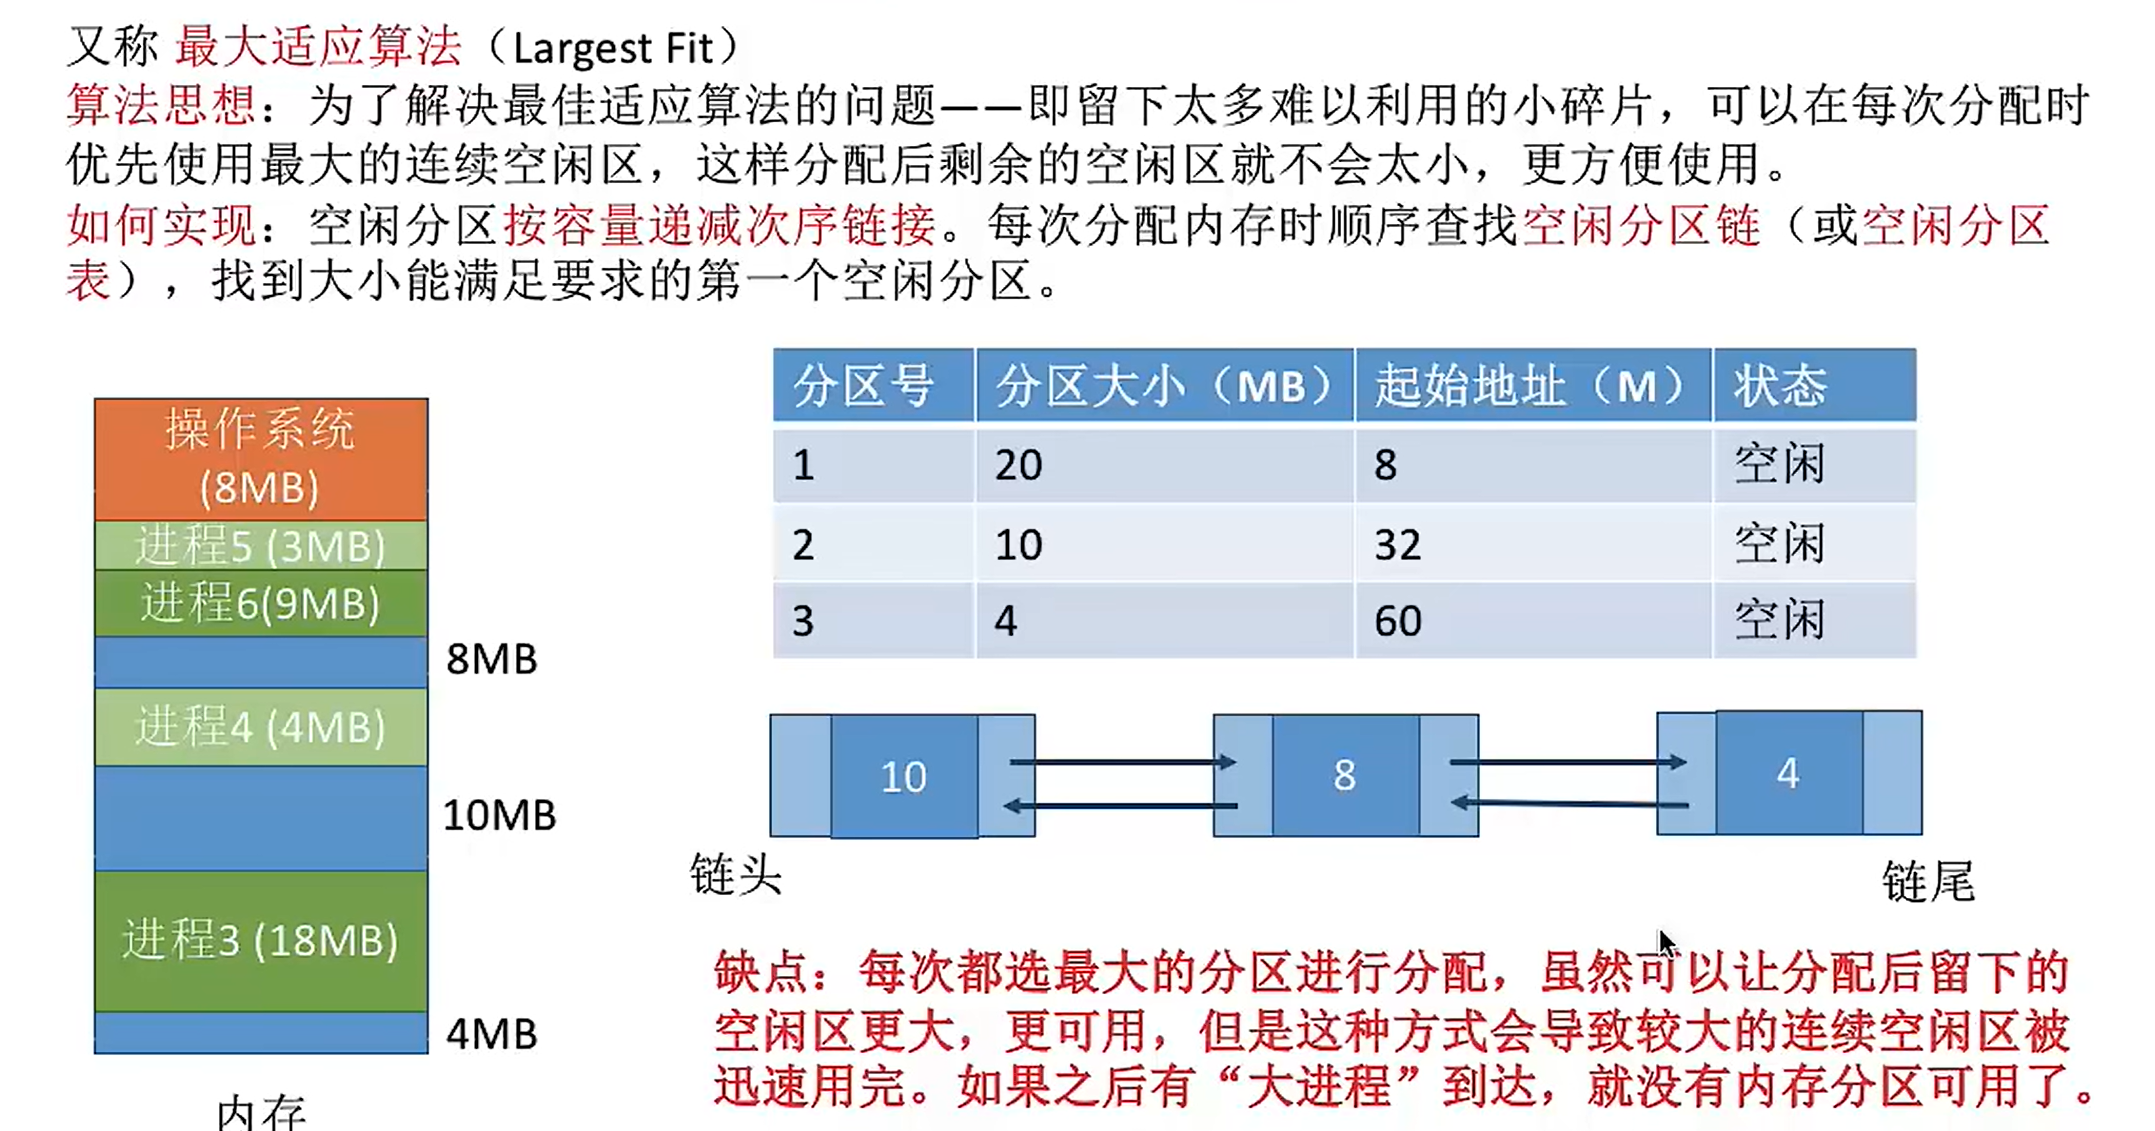 又称 最大适应算法（Largest Fit）
算法思想：为了解决最佳适应算法的问题——即留下太多难以利用的小碎片，可以在每次分配时
优先使用最大的连续空闲区，这样分配后剩余的空闲区就不会太小，更方便使用。
如何实现：空闲分区按容量递减次序链接。每次分配内存时顺序查找空闲分区链（或空闲分区
表），找到大小能满足要求的第一个空闲分区。
操作系统
(8MB)
进程5 (3MB)
进程6(9MB)
8MB
进程4 (4MB)
10MB
进程3 (18MB)
4MB
内存
分区号 分区大小（MB） 起始地址（M） 状态
1 20 8 空闲
2 10 32 空闲
3 4 60 空闲
10 8 4
链头 链尾
缺点：每次都选最大的分区进行分配，虽然可以让分配后留下的
空闲区更大，更可用，但是这种方式会导致较大的连续空闲区被
迅速用完。如果之后有“大进程”到达，就没有内存分区可用了。